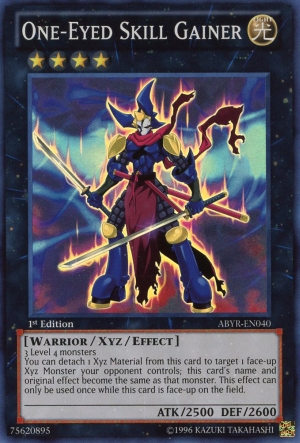 ONE-EYED SKILL GAINER
LIGHT
光
1st Edition
ABYR-EN040
[WARRIOR / XYZ / EFFECT]
3 Level 4 monsters
You can detach 1 Xyz Material from this card to target 1 face-up
Xyz Monster your opponent controls; this card's name and
original effect become the same as that monster. This effect can
only be used once while this card is face-up on the field.
ATK/2500 DEF/2600
75620895
©1996 KAZUKI TAKAHASHI